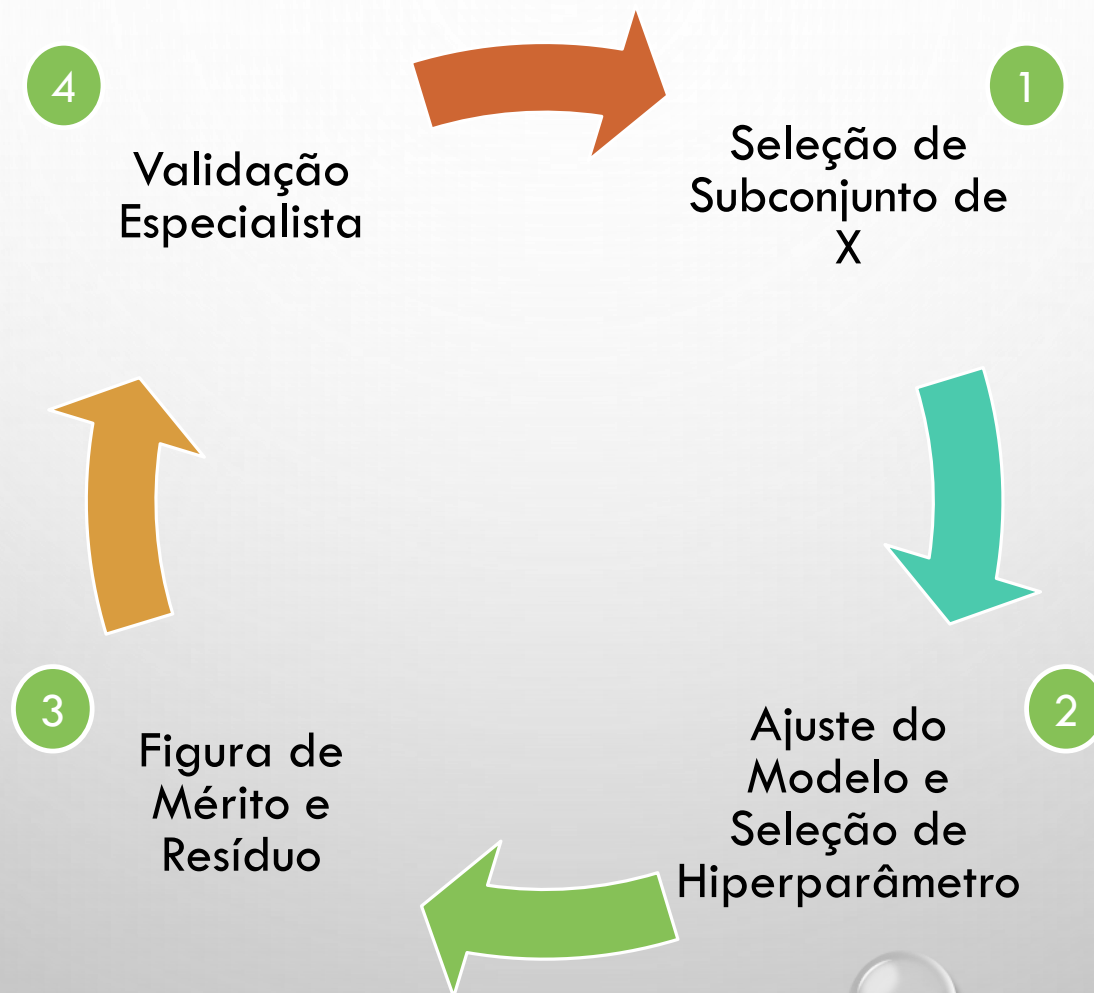 4
Validação
Especialista
1
Seleção de
Subconjunto de
X
2
Ajuste do
Modelo e
Seleção de
Hiperparâmetro
3
Figura de
Mérito e
Resíduo